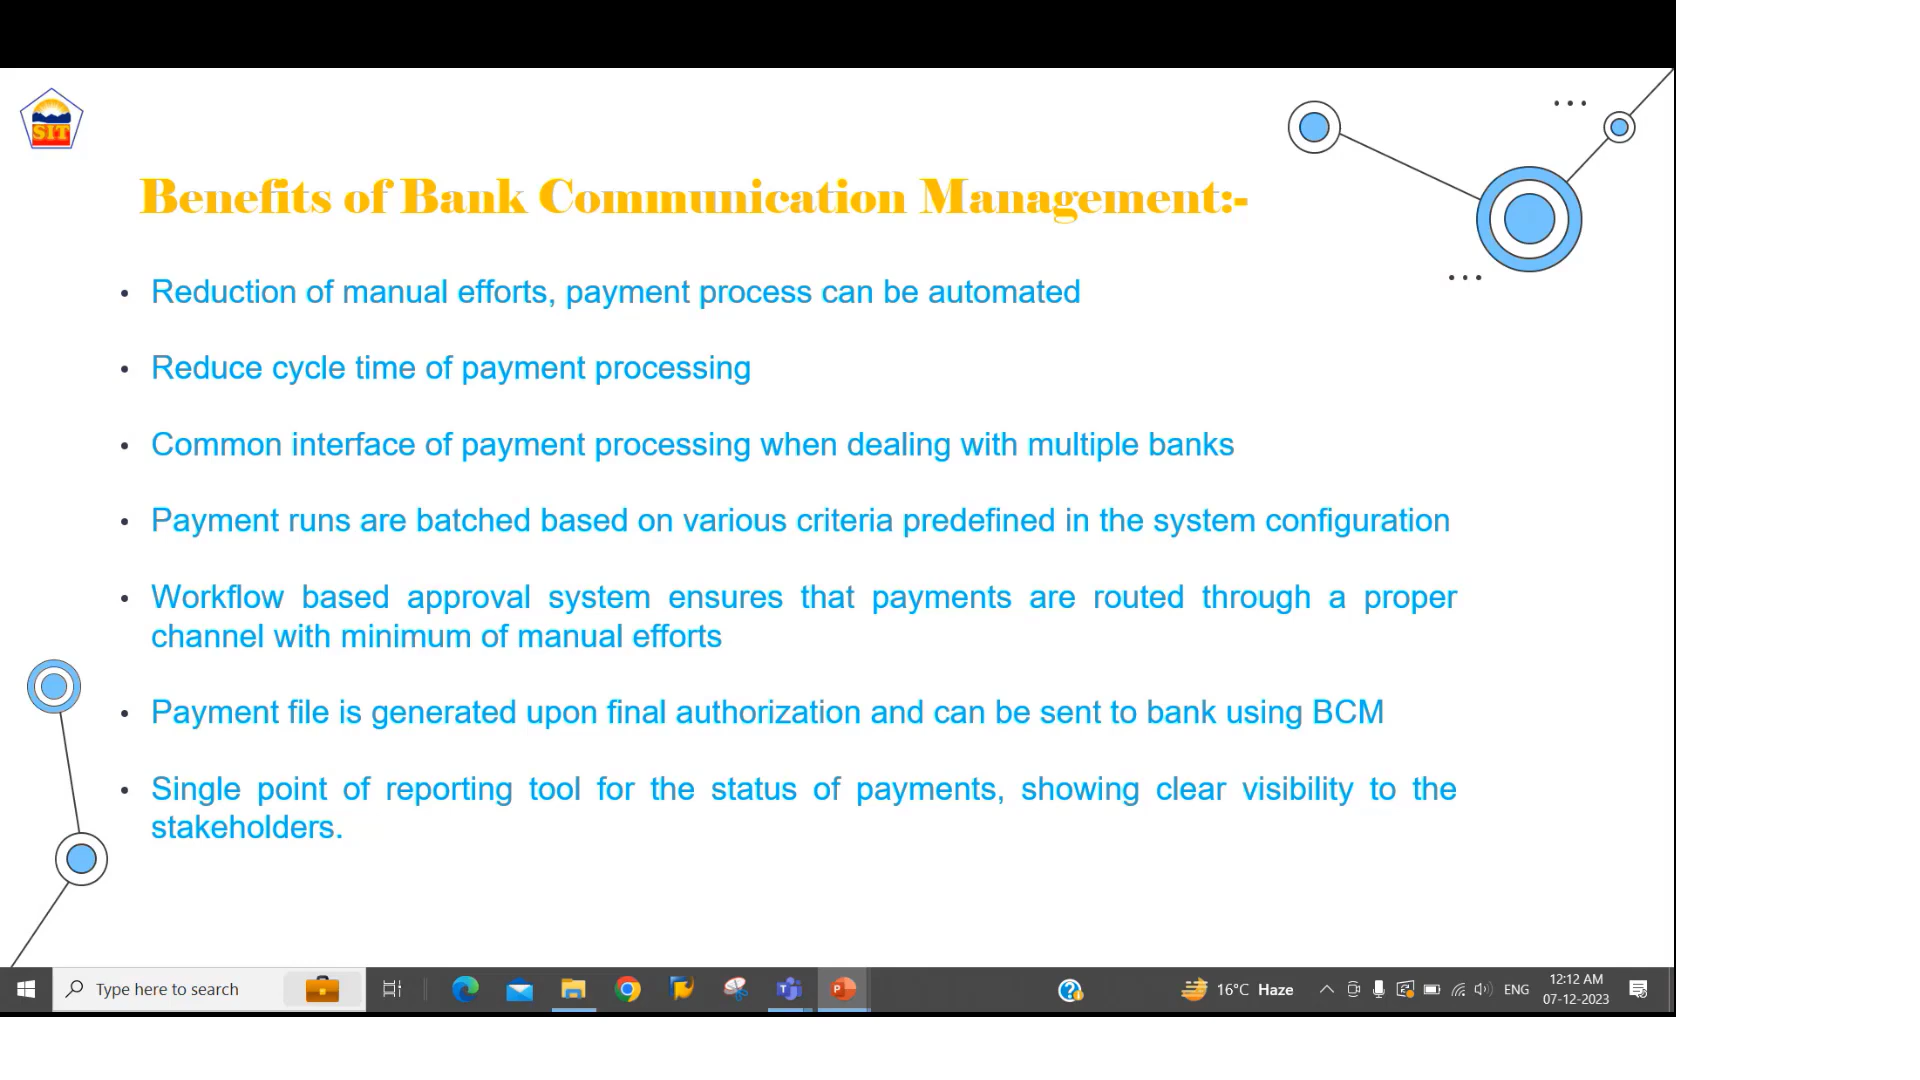 SIT
Benefits of Bank Communication Management:-
• Reduction of manual efforts, payment process can be automated
• Reduce cycle time of payment processing
• Common interface of payment processing when dealing with multiple banks
• Payment runs are batched based on various criteria predefined in the system configuration
• Workflow based approval system ensures that payments are routed through a proper
channel with minimum of manual efforts
• Payment file is generated upon final authorization and can be sent to bank using BCM
• Single point of reporting tool for the status of payments, showing clear visibility to the
stakeholders.
Type here to search
16°C Haze
ENG
12:12 AM
07-12-2023